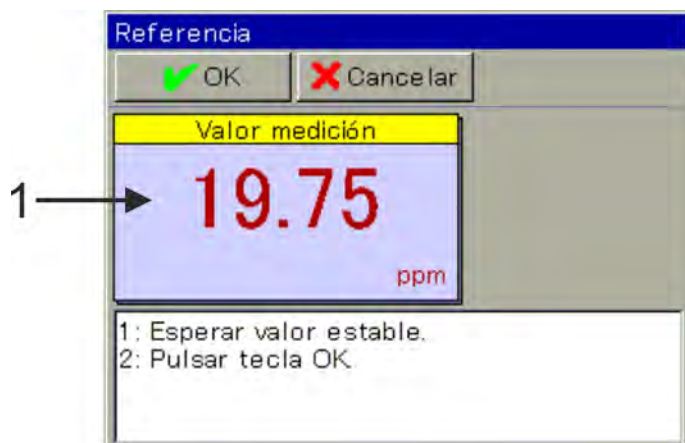 Referencia
OK Cancelar
Valor medición
1 19.75
ppm
1: Esperar valor estable.
2: Pulsar tecla OK